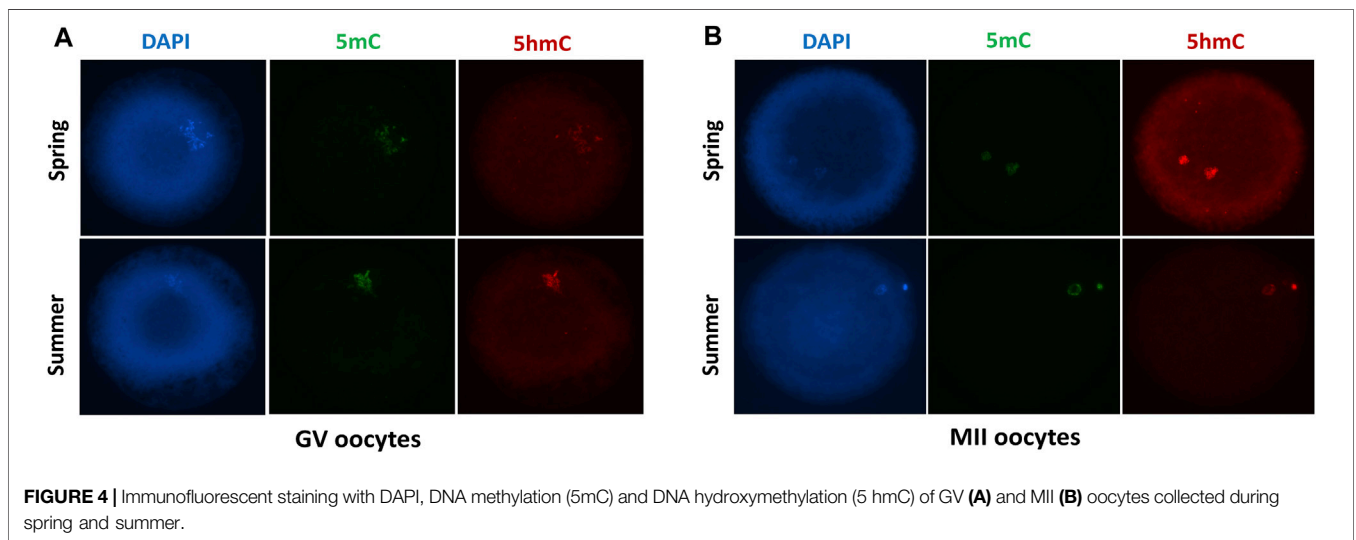 A
DAPI 5mC 5hmC
B
DAPI 5mC 5hmC
Spring
Summer
Spring
Summer
GV oocytes
MII oocytes
FIGURE 4 | Immunofluorescent staining with DAPI, DNA methylation (5mC) and DNA hydroxymethylation (5 hmC) of GV (A) and MII (B) oocytes collected during
spring and summer.